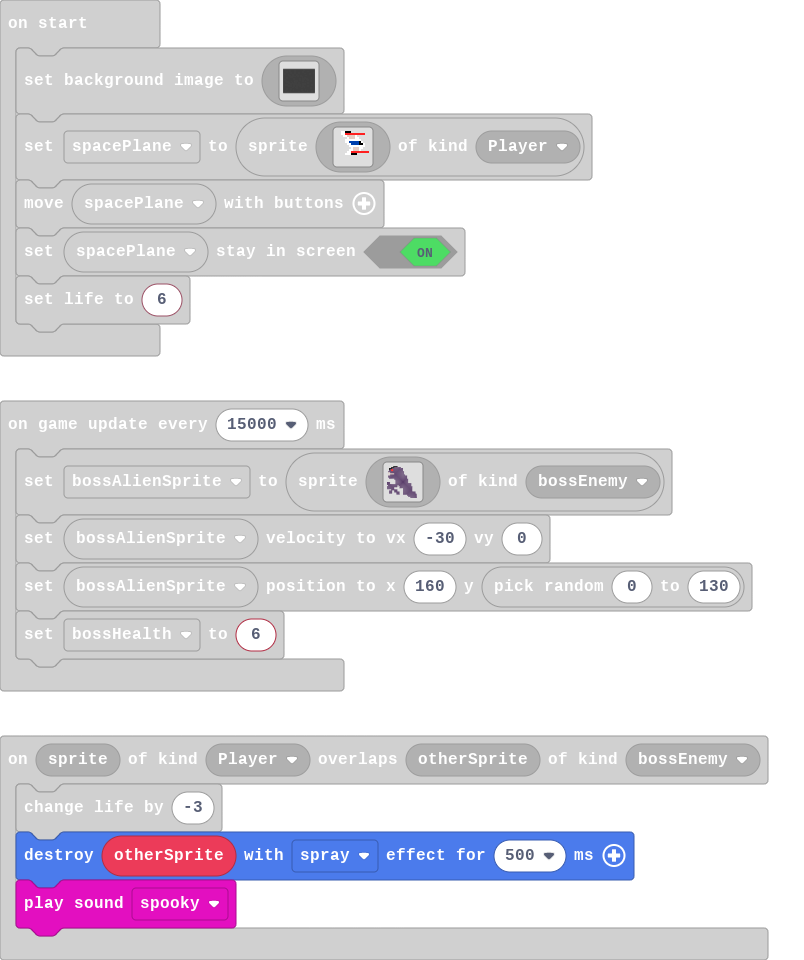 on start
set background image to
set spacePlane to sprite of kind Player
move spacePlane with buttons
set spacePlane stay in screen ON
set life to 6
on game update every 15000 ms
set bossAlienSprite to sprite of kind bossEnemy
set bossAlienSprite velocity to vx -30 vy 0
set bossAlienSprite position to x 160 y pick random 0 to 130
set bossHealth to 6
on sprite of kind Player overlaps otherSprite of kind bossEnemy
change life by -3
destroy otherSprite with spray effect for 500 ms
play sound spooky